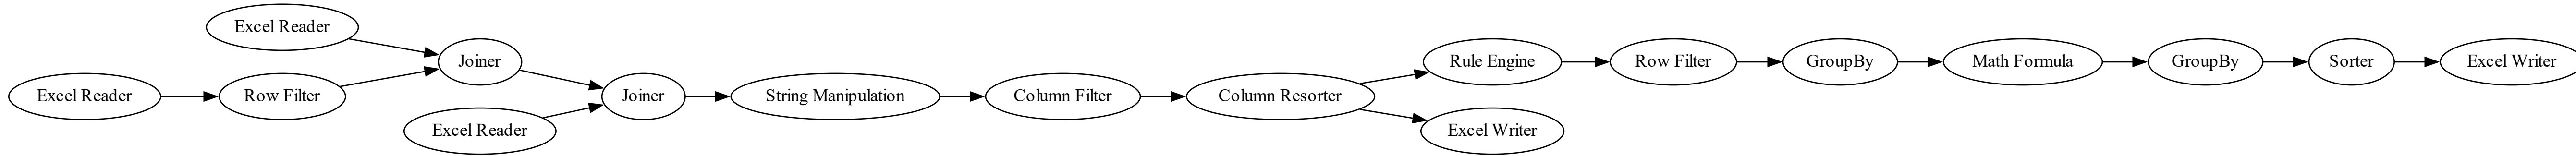 Excel Reader
Excel Reader
Row Filter
Joiner
Excel Reader
Joiner
String Manipulation
Column Filter
Column Resorter
Rule Engine
Row Filter
GroupBy
Math Formula
GroupBy
Sorter
Excel Writer
Excel Writer